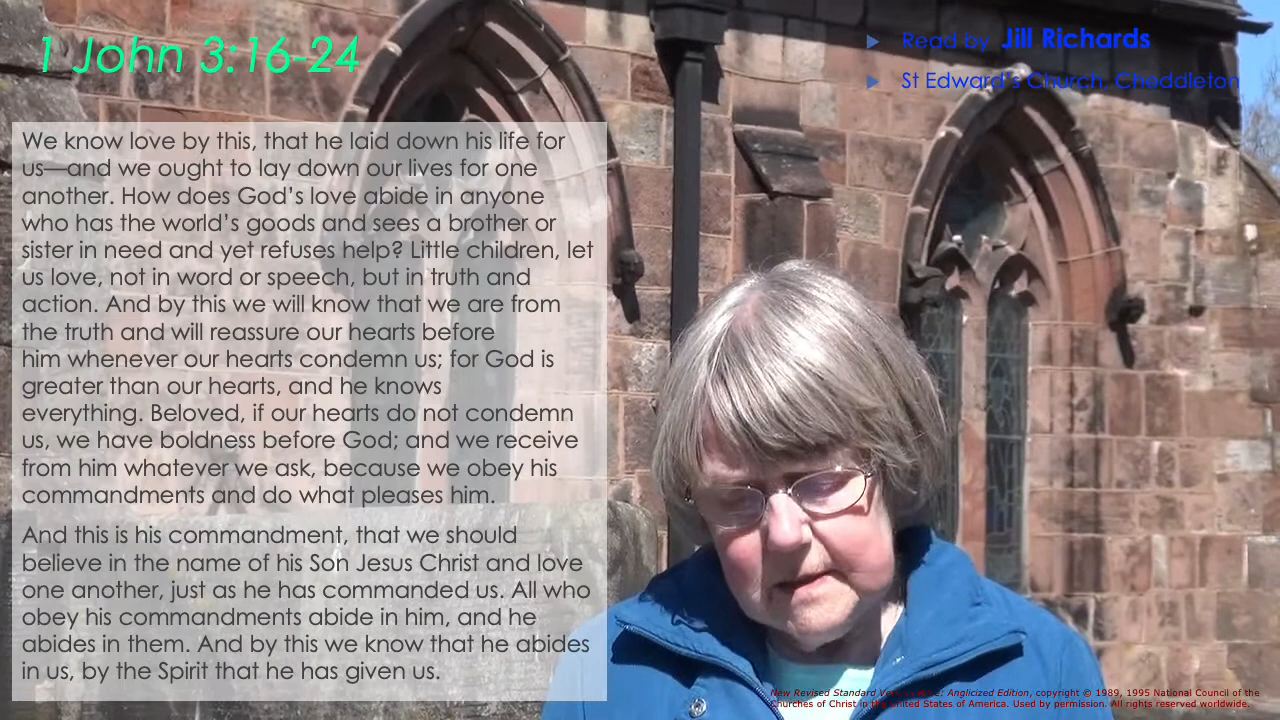 1 John 3:16-24
Read by Jill Richards
St Edward's Church, Cheddleton
We know love by this, that he laid down his life for
us—and we ought to lay down our lives for one
another. How does God’s love abide in anyone
who has the world’s goods and sees a brother or
sister in need and yet refuses help? Little children, let
us love, not in word or speech, but in truth and
action. And by this we will know that we are from
the truth and will reassure our hearts before
him whenever our hearts condemn us; for God is
greater than our hearts, and he knows
everything. Beloved, if our hearts do not condemn
us, we have boldness before God; and we receive
from him whatever we ask, because we obey his
commandments and do what pleases him.
And this is his commandment, that we should
believe in the name of his Son Jesus Christ and love
one another, just as he has commanded us. All who
obey his commandments abide in him, and he
abides in them. And by this we know that he abides
in us, by the Spirit that he has given us.
New Revised Standard Version Bible: Anglicized Edition, copyright © 1989, 1995 National Council of the
Churches of Christ in the United States of America. Used by permission. All rights reserved worldwide.